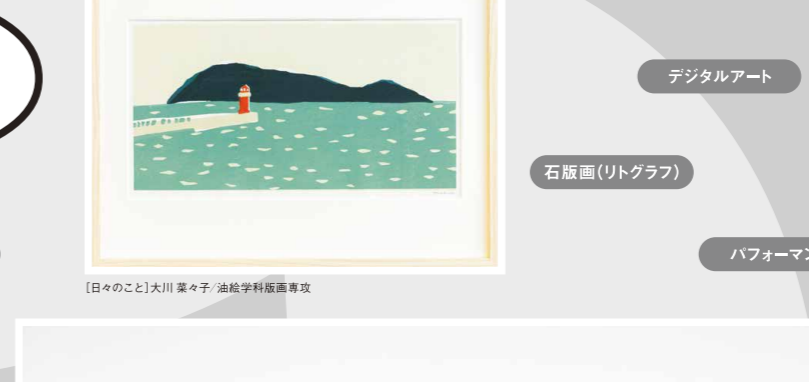 デジタルアート
石版画（リトグラフ）
パフォーマン
［日々のこと］大川 菜々子／油絵学科版画専攻